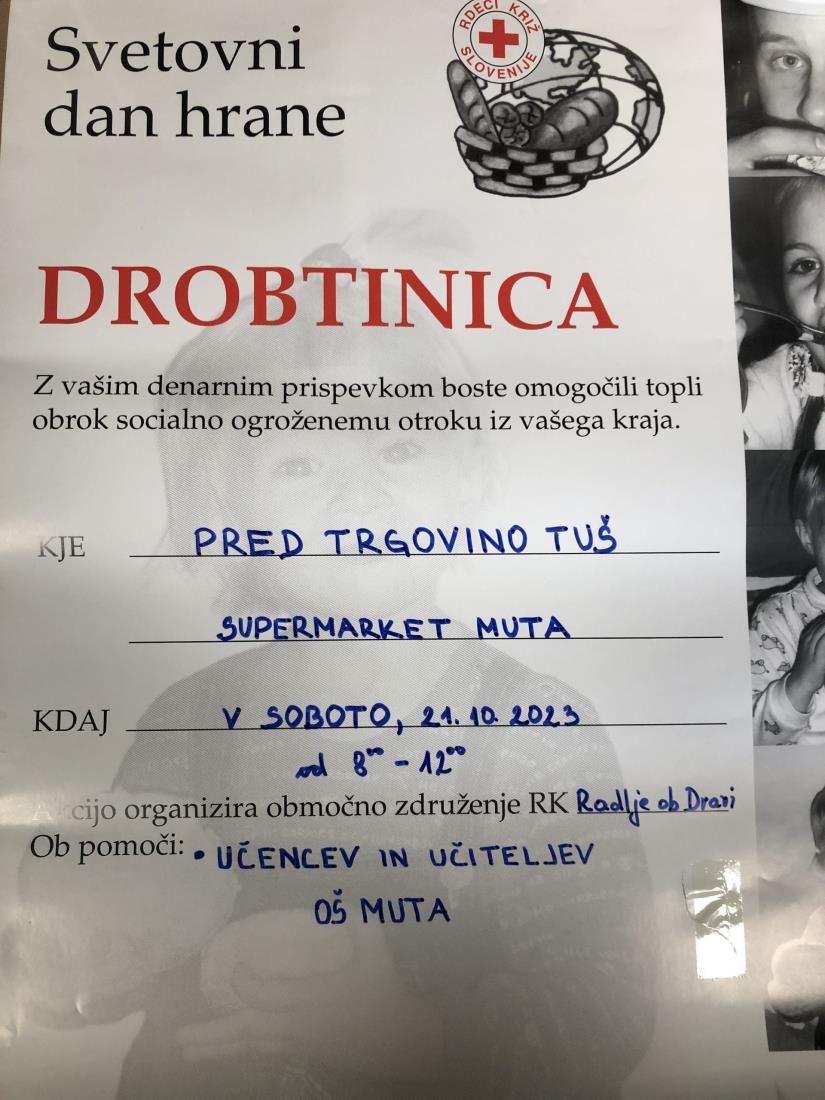 Svetovni
dan hrane
RDEČI KRIŽ
SLOVENIJE
DROBTINICA
Z vašim denarnim prispevkom boste omogočili topli
obrok socialno ogroženemu otroku iz vašega kraja.
KJE PRED TRGOVINO TUŠ
SUPERMARKET MUTA
KDAJ V SOBOTO, 21.10.2023
od 8⁰⁰ - 12⁰⁰
Akcijo organizira območno združenje RK Radlje ob Dravi
Ob pomoči: • UČENCEV IN UČITELJEV
OŠ MUTA